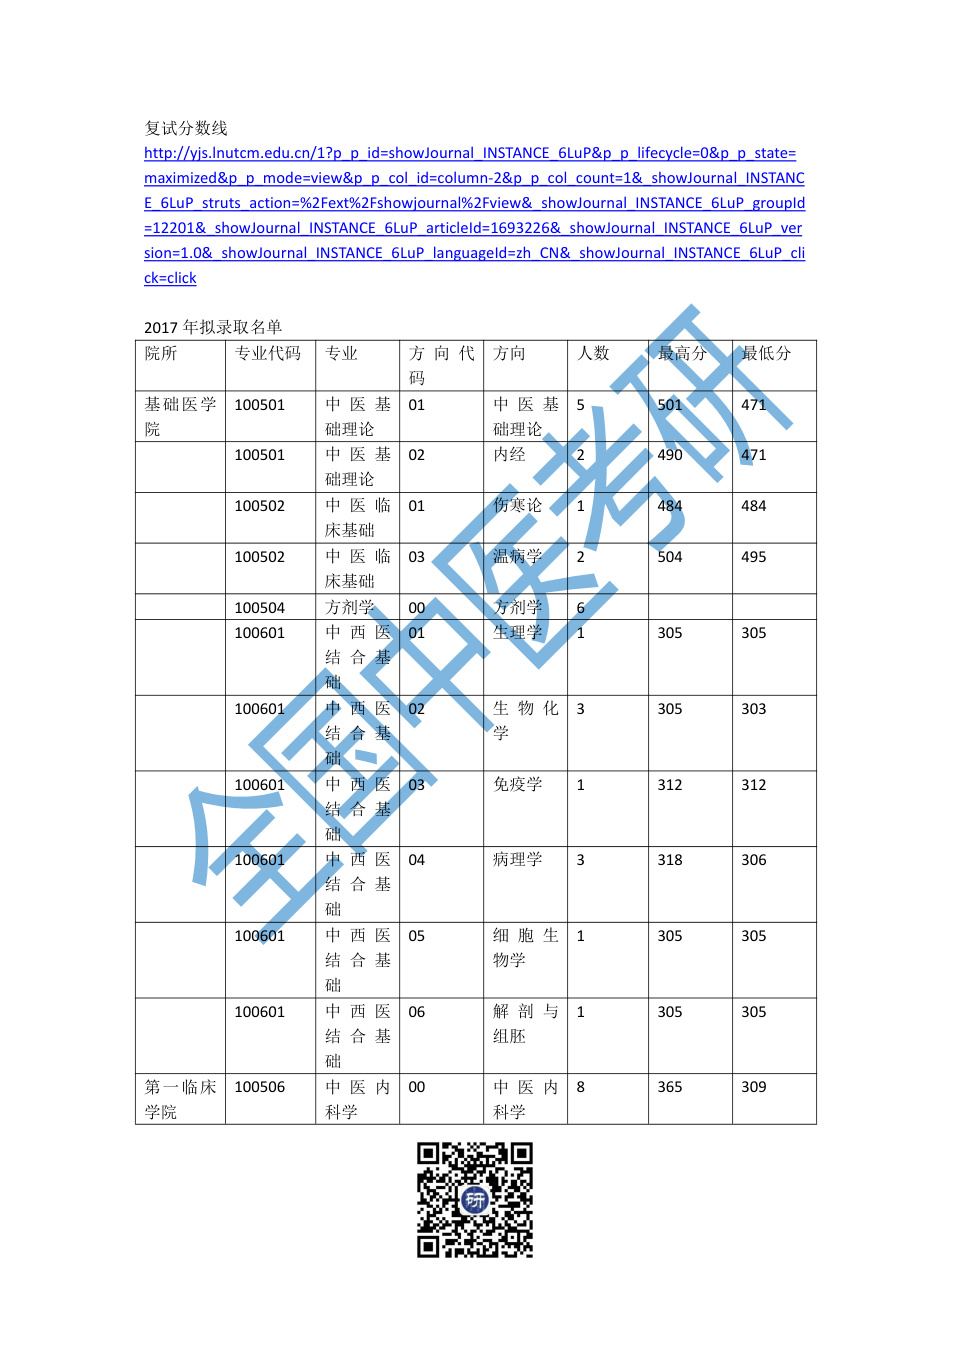 复试分数线
http://yjs.lnutcm.edu.cn/1?p_p_id=showJournal_INSTANCE_6LuP&p_p_lifecycle=0&p_p_state=
maximized&p_p_mode=view&p_p_col_id=column-2&p_p_col_count=1&_showJournal_INSTANC
E_6LuP_struts_action=%2Fext%2Fshowjournal%2Fview&_showJournal_INSTANCE_6LuP_groupId
=12201&_showJournal_INSTANCE_6LuP_articleId=1693226&_showJournal_INSTANCE_6LuP_ver
sion=1.0&_showJournal_INSTANCE_6LuP_languageId=zh_CN&_showJournal_INSTANCE_6LuP_cli
ck=click
2017 年拟录取名单
院所 专业代码 专业 方向代 方向 人数 最高分 最低分
码
基础医学 100501 中医基 01 中医基 5 501 471
院 础理论 础理论
100501 中医基 02 内经 2 490 471
础理论
100502 中医临 01 伤寒论 1 484 484
床基础
100502 中医临 03 温病学 2 504 495
床基础
100504 方剂学 00 方剂学 6
100601 中西医 01 生理学 1 305 305
结合基
础
100601 中西医 02 生物化 3 305 303
结合基 学
础
100601 中西医 03 免疫学 1 312 312
结合基
础
100601 中西医 04 病理学 3 318 306
结合基
础
100601 中西医 05 细胞生 1 305 305
结合基 物学
础
100601 中西医 06 解剖与 1 305 305
结合基 组胚
础
第一临床 100506 中医内 00 中医内 8 365 309
学院 科学 科学
全国中医考研
研